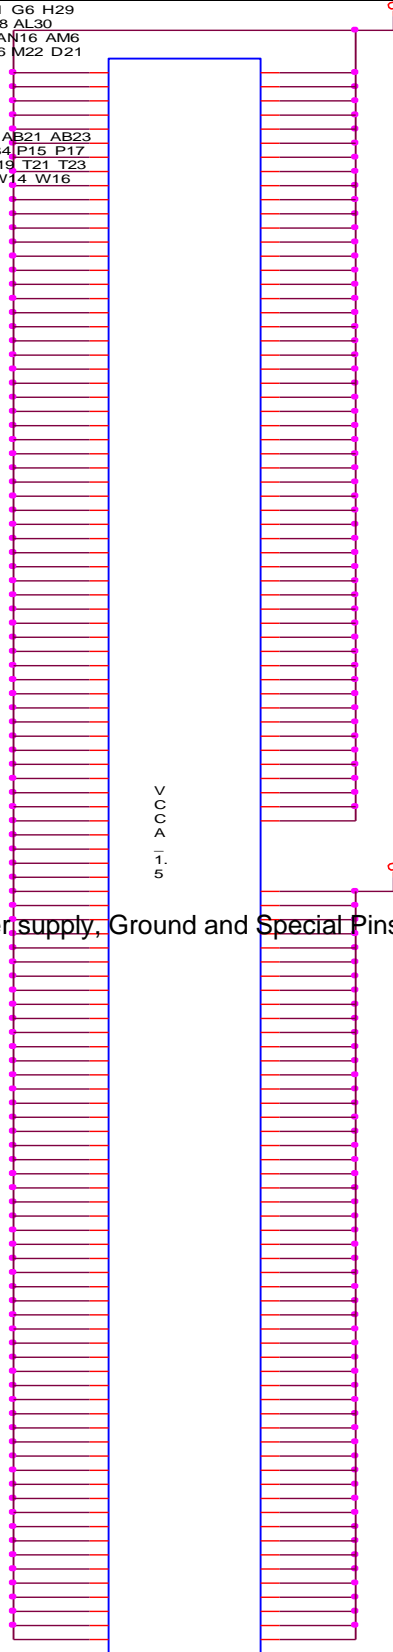 G6 H29
AL30
AN16 AM6
M22 D21
AB21 AB23
P15 P17
T21 T23
W14 W16
VCCA_1.5
supply, Ground and Special Pins